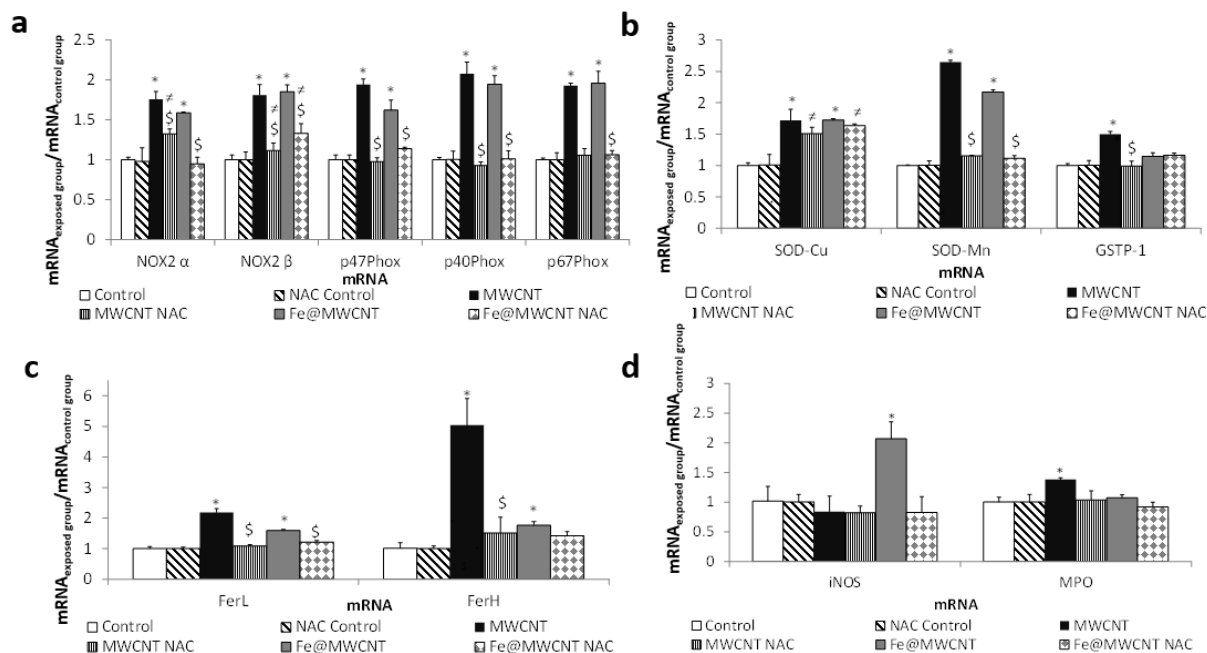 a
mRNAexposed group/mRNAcontrol group
2.5
2
1.5
1
0.5
0
* ≠ $ * $
* ≠ $ * ≠ $
* $ * $
* $ * $
* *
NOX2 α NOX2 β p47Phox p40Phox p67Phox
mRNA
Control NAC Control MWCNT
MWCNT NAC Fe@MWCNT Fe@MWCNT NAC
b
mRNAexposed group/mRNAcontrol group
3
2.5
2
1.5
1
0.5
0
* ≠ * ≠
* $ * $
* $
SOD-Cu SOD-Mn GSTP-1
mRNA
Control NAC Control MWCNT
MWCNT NAC Fe@MWCNT Fe@MWCNT NAC
c
mRNAexposed group/mRNAcontrol group
6
5
4
3
2
1
0
* $ * $
* $ *
FerL FerH
mRNA
Control NAC Control MWCNT
MWCNT NAC Fe@MWCNT Fe@MWCNT NAC
d
mRNAexposed group/mRNAcontrol group
3
2.5
2
1.5
1
0.5
0
*
*
iNOS MPO
mRNA
Control NAC Control MWCNT
MWCNT NAC Fe@MWCNT Fe@MWCNT NAC